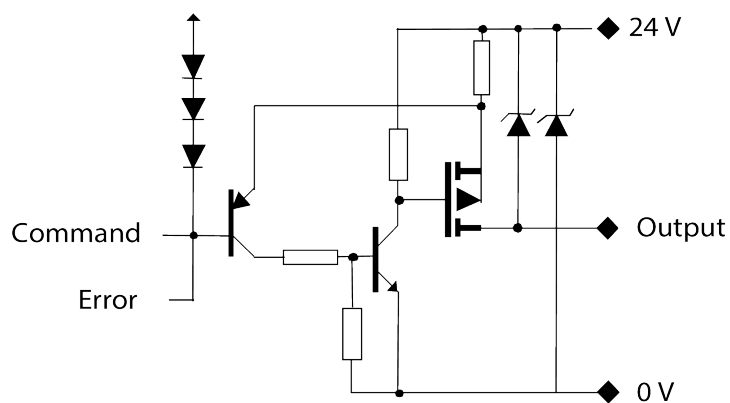 24 V
Command
Output
Error
0 V